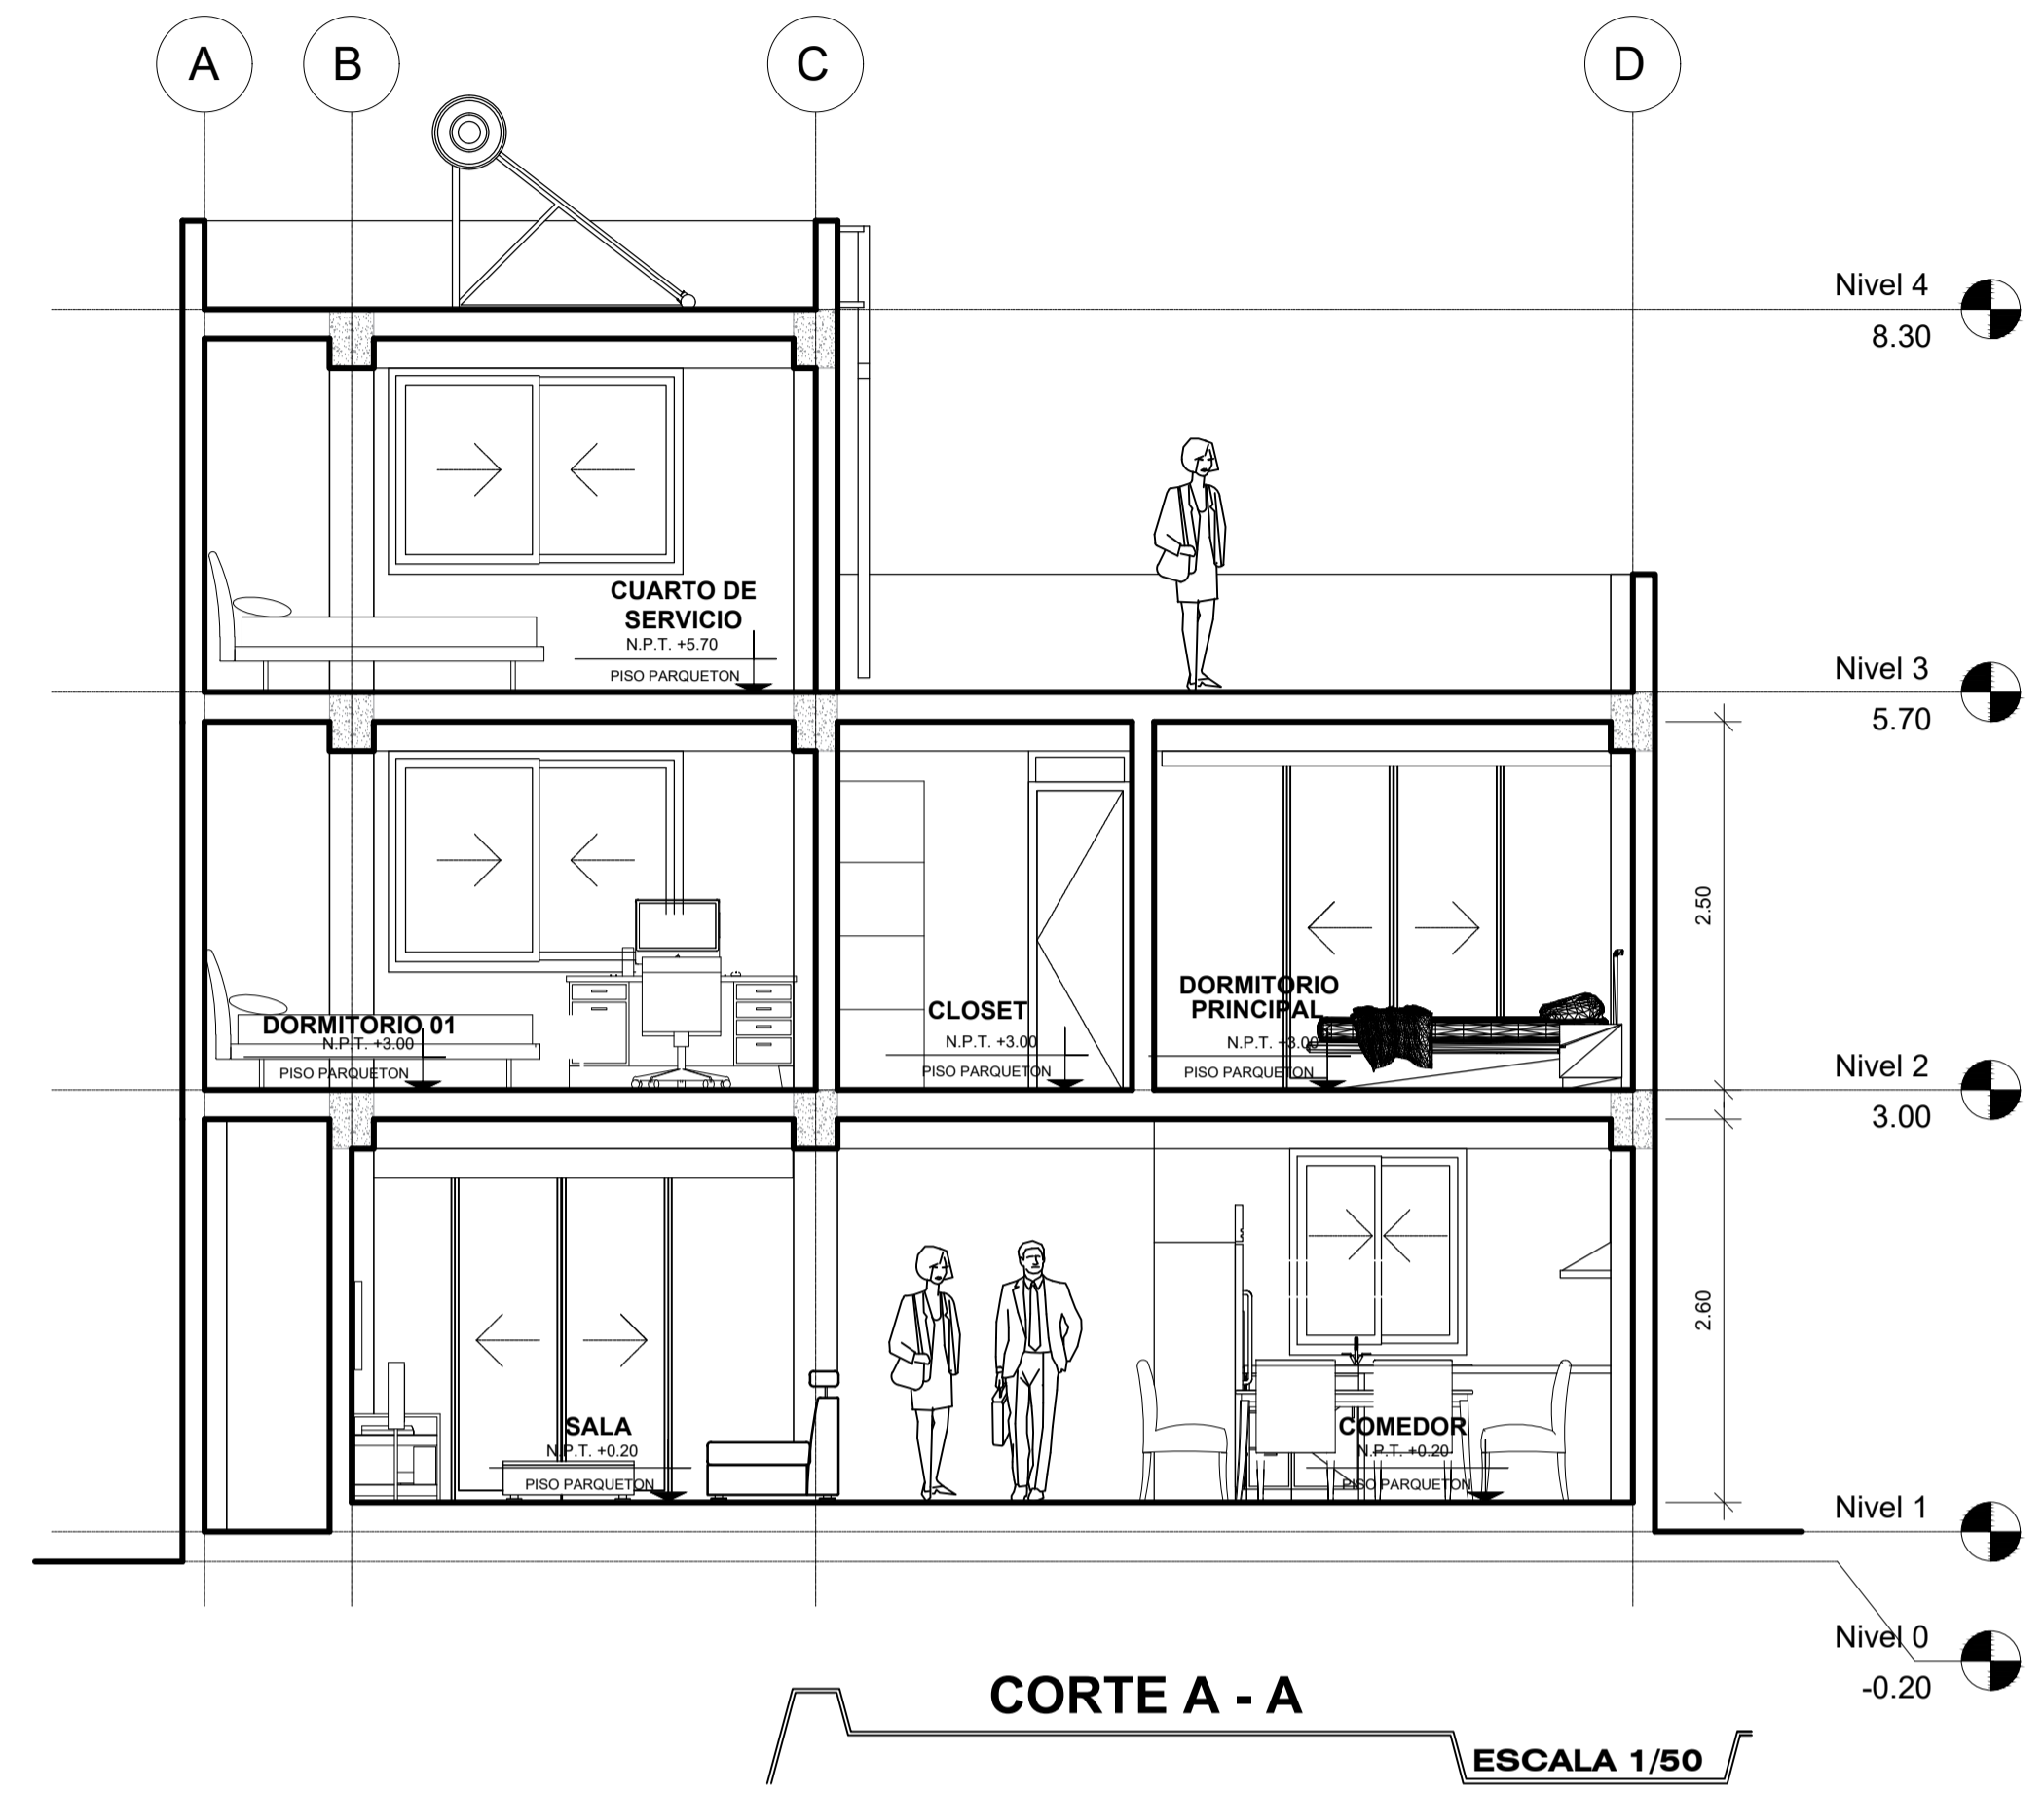 A
B
C
D
Nivel 4
8.30
CUARTO DE
SERVICIO
N.P.T. +5.70
PISO PARQUETON
Nivel 3
5.70
2.50
DORMITORIO 01
N.P.T. +3.00
PISO PARQUETON
CLOSET
N.P.T. +3.00
PISO PARQUETON
DORMITORIO
PRINCIPAL
N.P.T. +3.00
PISO PARQUETON
Nivel 2
3.00
2.60
SALA
N.P.T. +0.20
PISO PARQUETON
COMEDOR
N.P.T. +0.20
PISO PARQUETON
Nivel 1
Nivel 0
-0.20
CORTE A - A
ESCALA 1/50